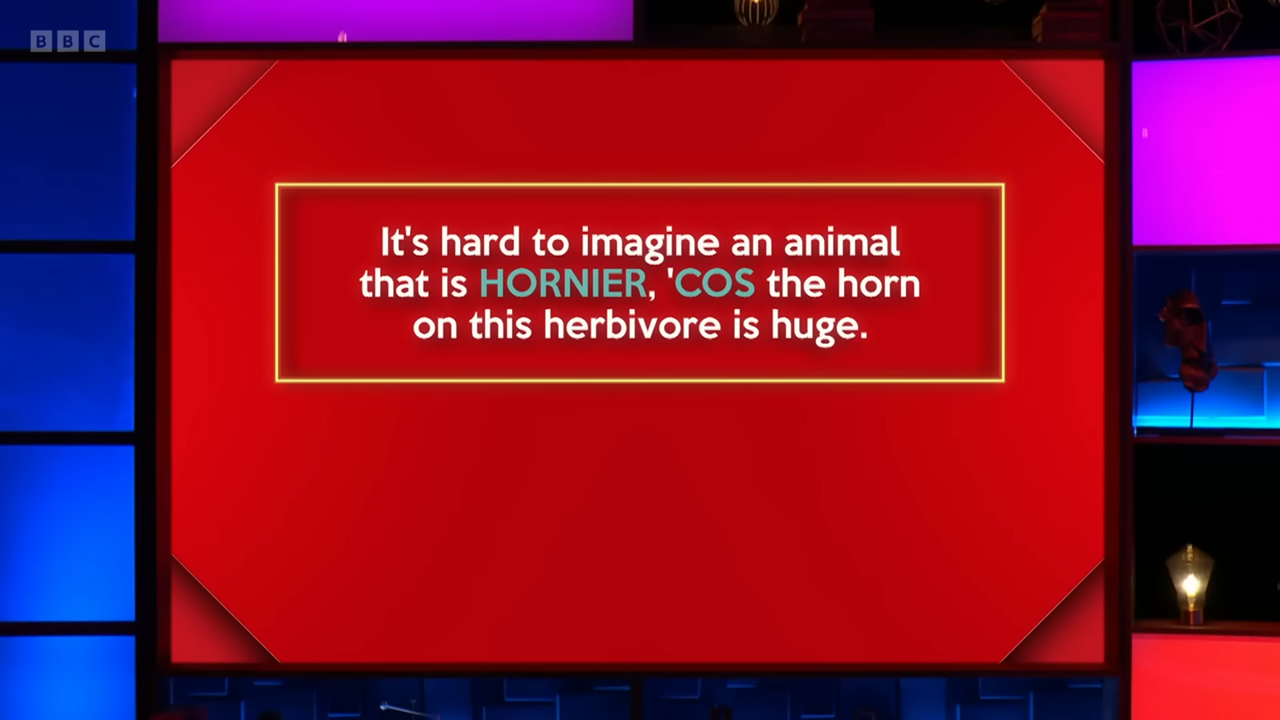 BBC
It's hard to imagine an animal
that is HORNIER, 'COS the horn
on this herbivore is huge.